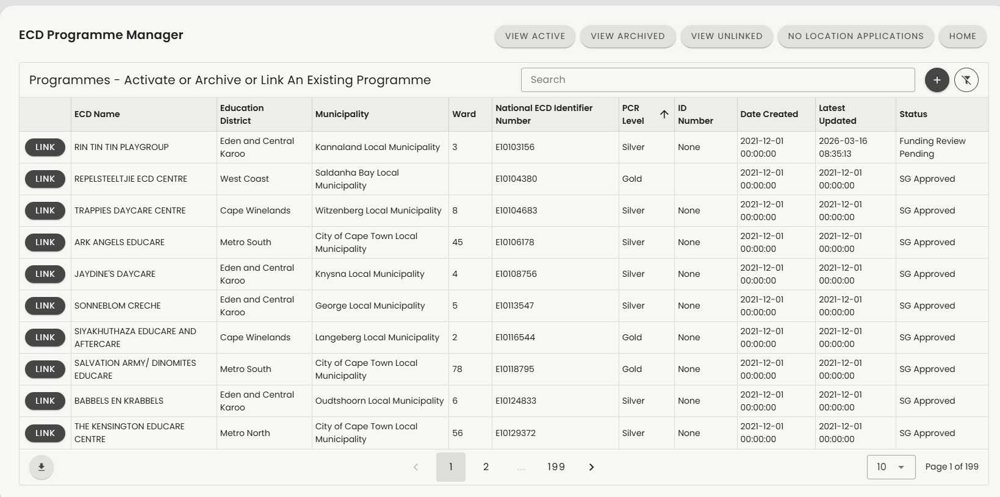 ECD Programme Manager
VIEW ACTIVE
VIEW ARCHIVED
VIEW UNLINKED
NO LOCATION APPLICATIONS
HOME
Programmes - Activate or Archive or Link An Existing Programme
Search
ECD Name
Education
District
Municipality
Ward
National ECD Identifier
Number
PCR
Level
ID
Number
Date Created
Latest
Updated
Status
LINK
RIN TIN TIN PLAYGROUP
Eden and Central
Karoo
Kannaland Local Municipality
3
E10103156
Silver
None
2021-12-01
00:00:00
2026-03-16
08:35:13
Funding Review
Pending
LINK
REPELSTEELTJIE ECD CENTRE
West Coast
Saldanha Bay Local
Municipality
E10104380
Gold
2021-12-01
00:00:00
2021-12-01
00:00:00
SG Approved
LINK
TRAPPIES DAYCARE CENTRE
Cape Winelands
Witzenberg Local Municipality
8
E10104683
Silver
None
2021-12-01
00:00:00
2021-12-01
00:00:00
SG Approved
LINK
ARK ANGELS EDUCARE
Metro South
City of Cape Town Local
Municipality
45
E10106178
Silver
None
2021-12-01
00:00:00
2021-12-01
00:00:00
SG Approved
LINK
JAYDINE'S DAYCARE
Eden and Central
Karoo
Knysna Local Municipality
4
E10108756
Silver
None
2021-12-01
00:00:00
2021-12-01
00:00:00
SG Approved
LINK
SONNEBLOM CRECHE
Eden and Central
Karoo
George Local Municipality
5
E10113547
Silver
None
2021-12-01
00:00:00
2021-12-01
00:00:00
SG Approved
LINK
SIYAKHUTHAZA EDUCARE AND
AFTERCARE
Cape Winelands
Langeberg Local Municipality
2
E10116544
Gold
None
2021-12-01
00:00:00
2021-12-01
00:00:00
SG Approved
LINK
SALVATION ARMY/ DINOMITES
EDUCARE
Metro South
City of Cape Town Local
Municipality
78
E10118795
Gold
None
2021-12-01
00:00:00
2021-12-01
00:00:00
SG Approved
LINK
BABBELS EN KRABBELS
Eden and Central
Karoo
Oudtshoorn Local Municipality
6
E10124833
Silver
None
2021-12-01
00:00:00
2021-12-01
00:00:00
SG Approved
LINK
THE KENSINGTON EDUCARE
CENTRE
Metro North
City of Cape Town Local
Municipality
56
E10129372
Silver
None
2021-12-01
00:00:00
2021-12-01
00:00:00
SG Approved
1
2
...
199
10
Page 1 of 199